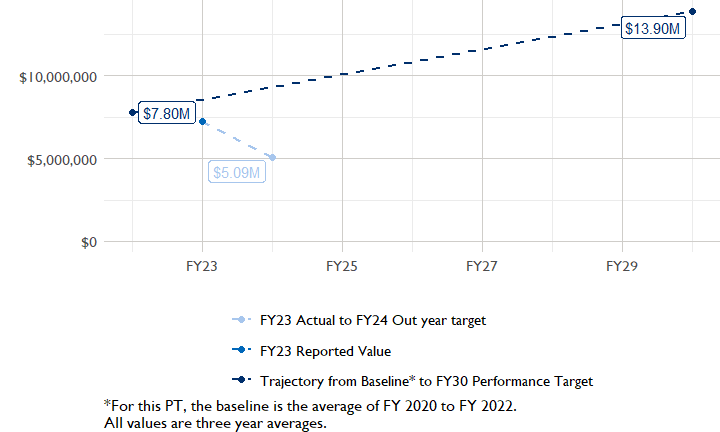 $13.90M
$10,000,000
$7.80M
$5,000,000
$5.09M
$0
FY23 FY25 FY27 FY29
FY23 Actual to FY24 Out year target
FY23 Reported Value
Trajectory from Baseline* to FY30 Performance Target
*For this PT, the baseline is the average of FY 2020 to FY 2022.
All values are three year averages.